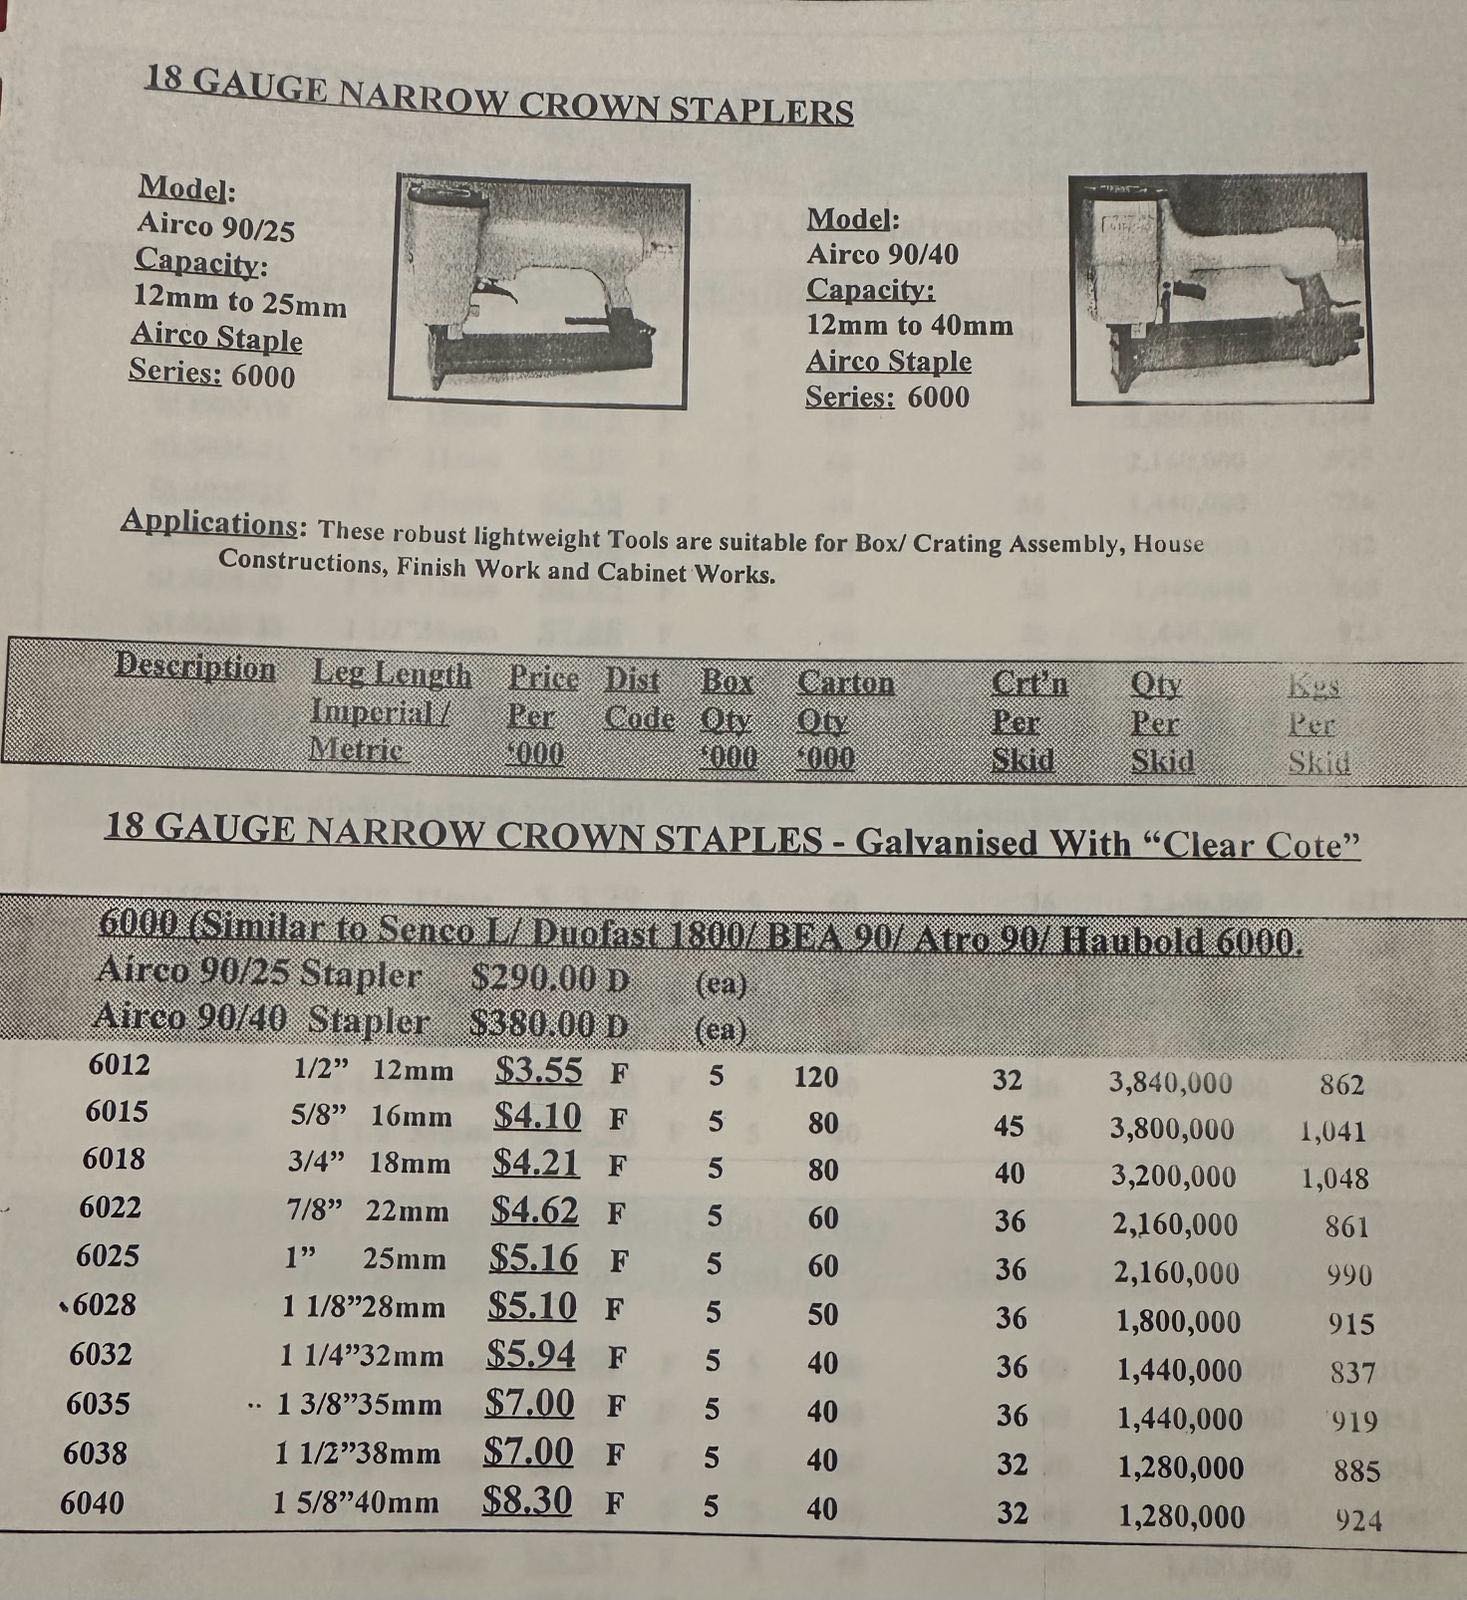 18 GAUGE NARROW CROWN STAPLERS
Model:
Airco 90/25
Capacity:
12mm to 25mm
Airco Staple
Series: 6000
Model:
Airco 90/40
Capacity:
12mm to 40mm
Airco Staple
Series: 6000
Applications: These robust lightweight Tools are suitable for Box/ Crating Assembly, House
Constructions, Finish Work and Cabinet Works.
Description Leg Length Price Dist Box Carton Crt'n Qty Kgs
Imperial/ Per Code Qty Qty Per Per Per
Metric ‘000 ‘000 ‘000 Skid Skid Skid
18 GAUGE NARROW CROWN STAPLES - Galvanised With “Clear Cote”
6000 (Similar to Senco L/ Duofast 1800/ BEA 90/ Atro 90/ Haubold 6000.
Airco 90/25 Stapler $290.00 D (ea)
Airco 90/40 Stapler $380.00 D (ea)
6012 1/2” 12mm $3.55 F 5 120 32 3,840,000 862
6015 5/8” 16mm $4.10 F 5 80 45 3,800,000 1,041
6018 3/4” 18mm $4.21 F 5 80 40 3,200,000 1,048
6022 7/8” 22mm $4.62 F 5 60 36 2,160,000 861
6025 1” 25mm $5.16 F 5 60 36 2,160,000 990
6028 1 1/8”28mm $5.10 F 5 50 36 1,800,000 915
6032 1 1/4”32mm $5.94 F 5 40 36 1,440,000 837
6035 1 3/8”35mm $7.00 F 5 40 36 1,440,000 919
6038 1 1/2”38mm $7.00 F 5 40 32 1,280,000 885
6040 1 5/8”40mm $8.30 F 5 40 32 1,280,000 924